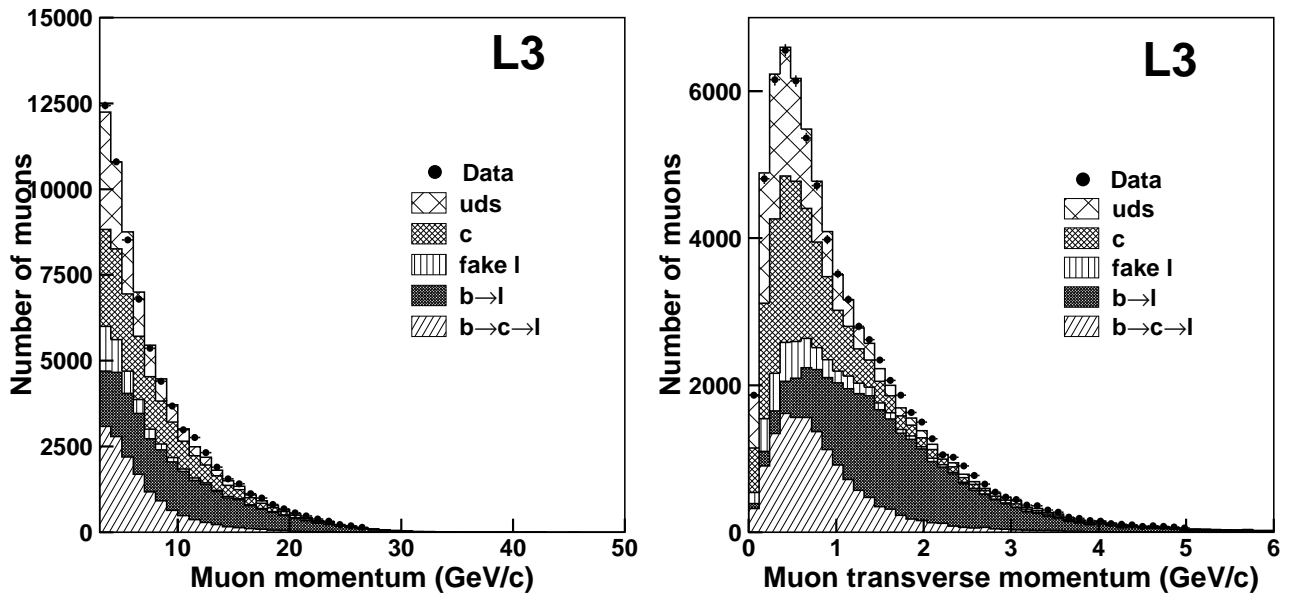 L3
Number of muons
15000
12500
10000
7500
5000
2500
0
Data
uds
c
fake l
b→l
b→c→l
10
20
30
40
50
Muon momentum (GeV/c)
L3
Number of muons
6000
4000
2000
0
Data
uds
c
fake l
b→l
b→c→l
0
1
2
3
4
5
6
Muon transverse momentum (GeV/c)